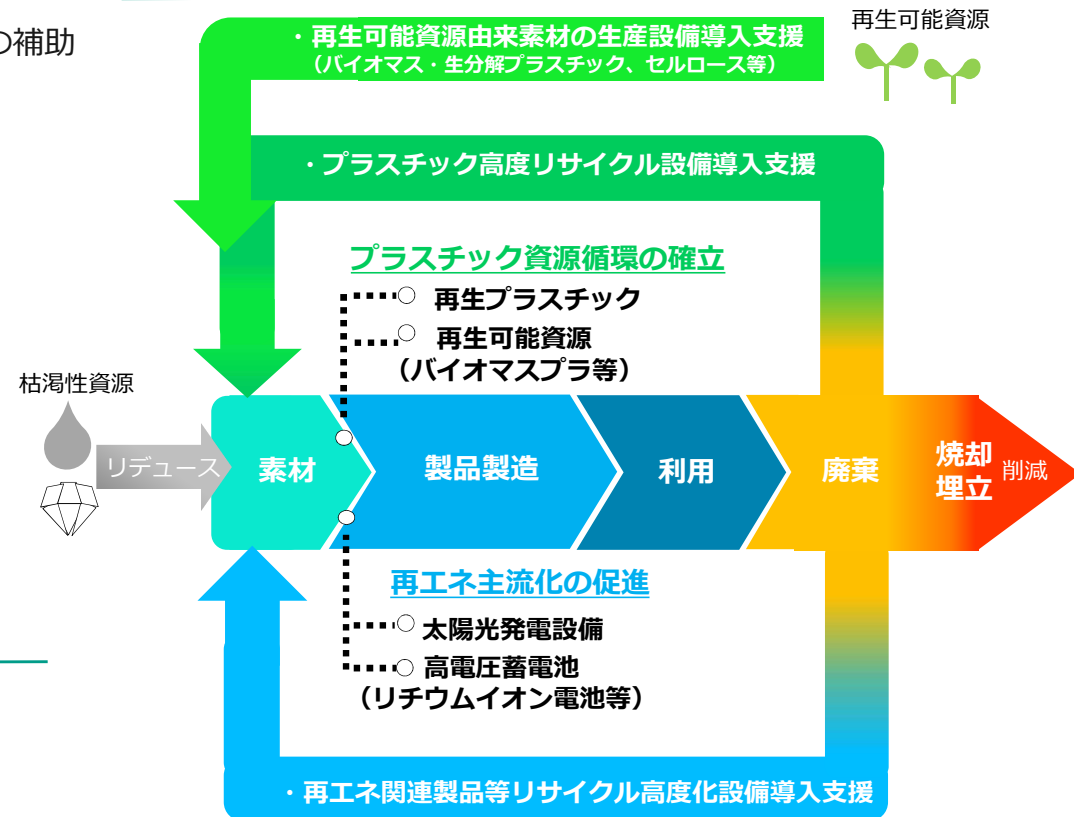 の補助
再生可能資源
・再生可能資源由来素材の生産設備導入支援
（バイオマス・生分解プラスチック、セルロース等）
・プラスチック高度リサイクル設備導入支援
プラスチック資源循環の確立
再生プラスチック
再生可能資源
（バイオマスプラ等）
枯渇性資源
リデュース
素材
製品製造
利用
廃棄
焼却
埋立
削減
再エネ主流化の促進
太陽光発電設備
高電圧蓄電池
（リチウムイオン電池等）
・再エネ関連製品等リサイクル高度化設備導入支援